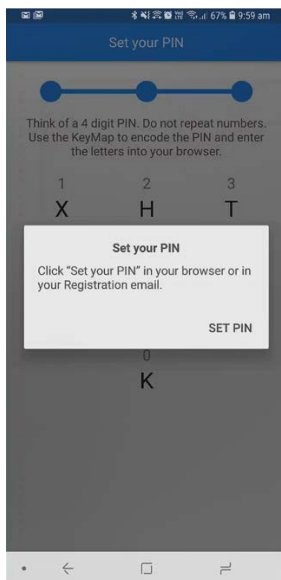 67% 9:59 am
Set your PIN
Think of a 4 digit PIN. Do not repeat numbers.
Use the KeyMap to encode the PIN and enter
the letters into your browser.
1 2 3
X H T
Set your PIN
Click "Set your PIN" in your browser or in
your Registration email.
SET PIN
0
K